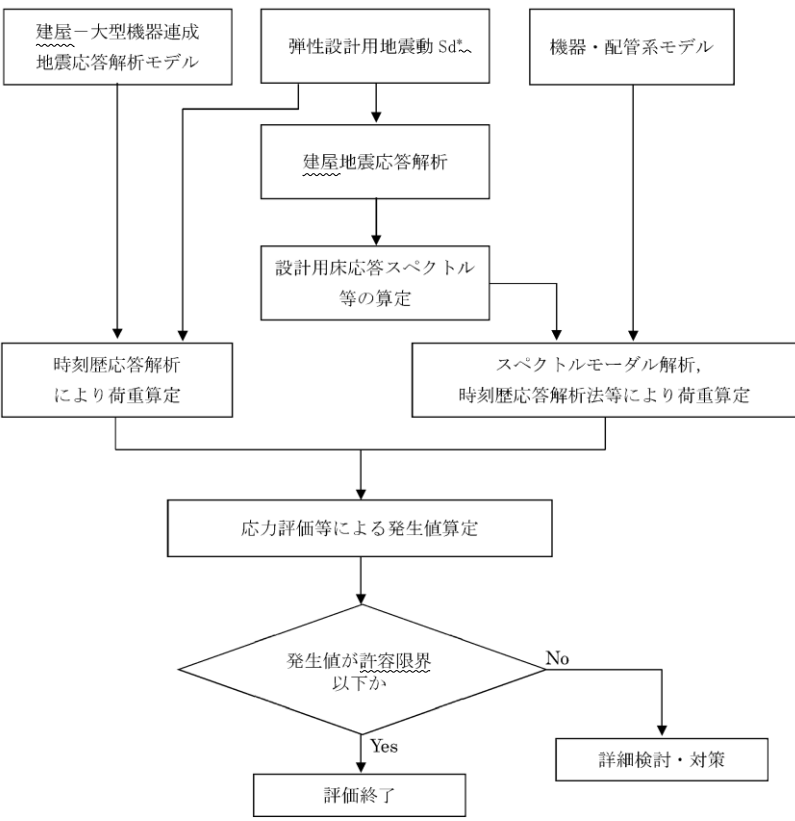 建屋－大型機器連成
地震応答解析モデル
弾性設計用地震動 Sd*
機器・配管系モデル
建屋地震応答解析
設計用床応答スペクトル
等の算定
時刻歴応答解析
により荷重算定
スペクトルモーダル解析,
時刻歴応答解析法等により荷重算定
応力評価等による発生値算定
発生値が許容限界
以下か
No
Yes
詳細検討・対策
評価終了